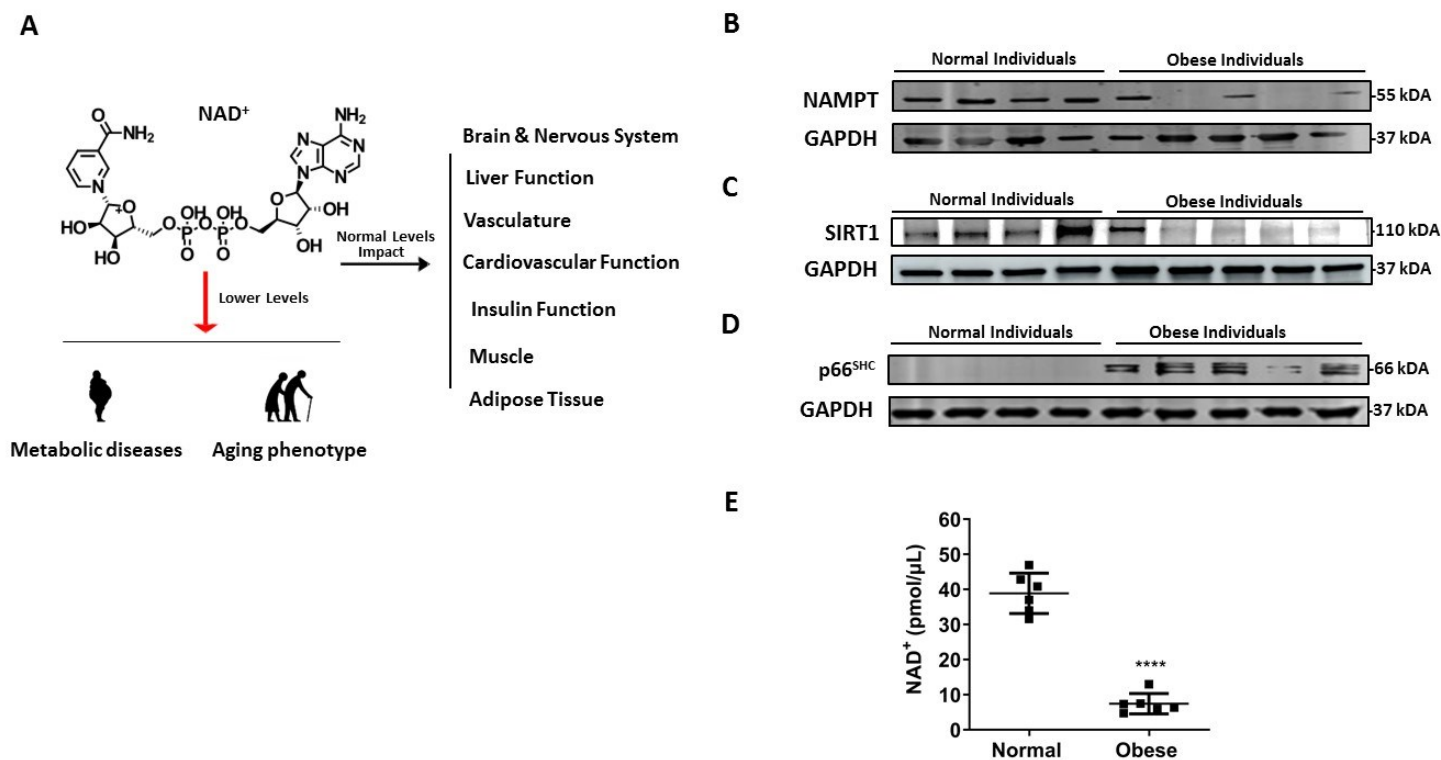 A
NAD⁺
O
NH₂
N
O
HO
HO
+
O
OH
P
O
O
OH
P
O
O
O
OH
OH
NH₂
N
N
N
N
Normal Levels
Impact
Lower Levels
Metabolic diseases
Aging phenotype
Brain & Nervous System
Liver Function
Vasculature
Cardiovascular Function
Insulin Function
Muscle
Adipose Tissue
B
Normal Individuals
Obese Individuals
NAMPT
-55 kDA
GAPDH
-37 kDA
C
Normal Individuals
Obese Individuals
SIRT1
-110 kDA
GAPDH
-37 kDA
D
Normal Individuals
Obese Individuals
p66ˢᴴᶜ
-66 kDA
GAPDH
-37 kDA
E
NAD⁺ (pmol/µL)
60
50
40
30
20
10
0
****
Normal
Obese